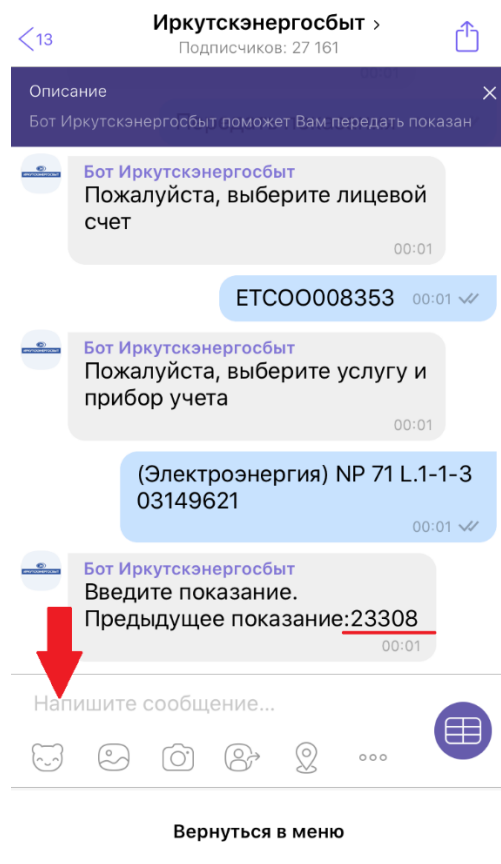 13
Иркутскэнергосбыт >
Подписчиков: 27 161
Описание
Бот Иркутскэнергосбыт поможет Вам передать показан
Бот Иркутскэнергосбыт
Пожалуйста, выберите лицевой
счет
00:01
ETCOO008353 00:01
Бот Иркутскэнергосбыт
Пожалуйста, выберите услугу и
прибор учета
00:01
(Электроэнергия) NP 71 L.1-1-3
03149621
00:01
Бот Иркутскэнергосбыт
Введите показание.
Предыдущее показание:23308
00:01
Напишите сообщение...
Вернуться в меню